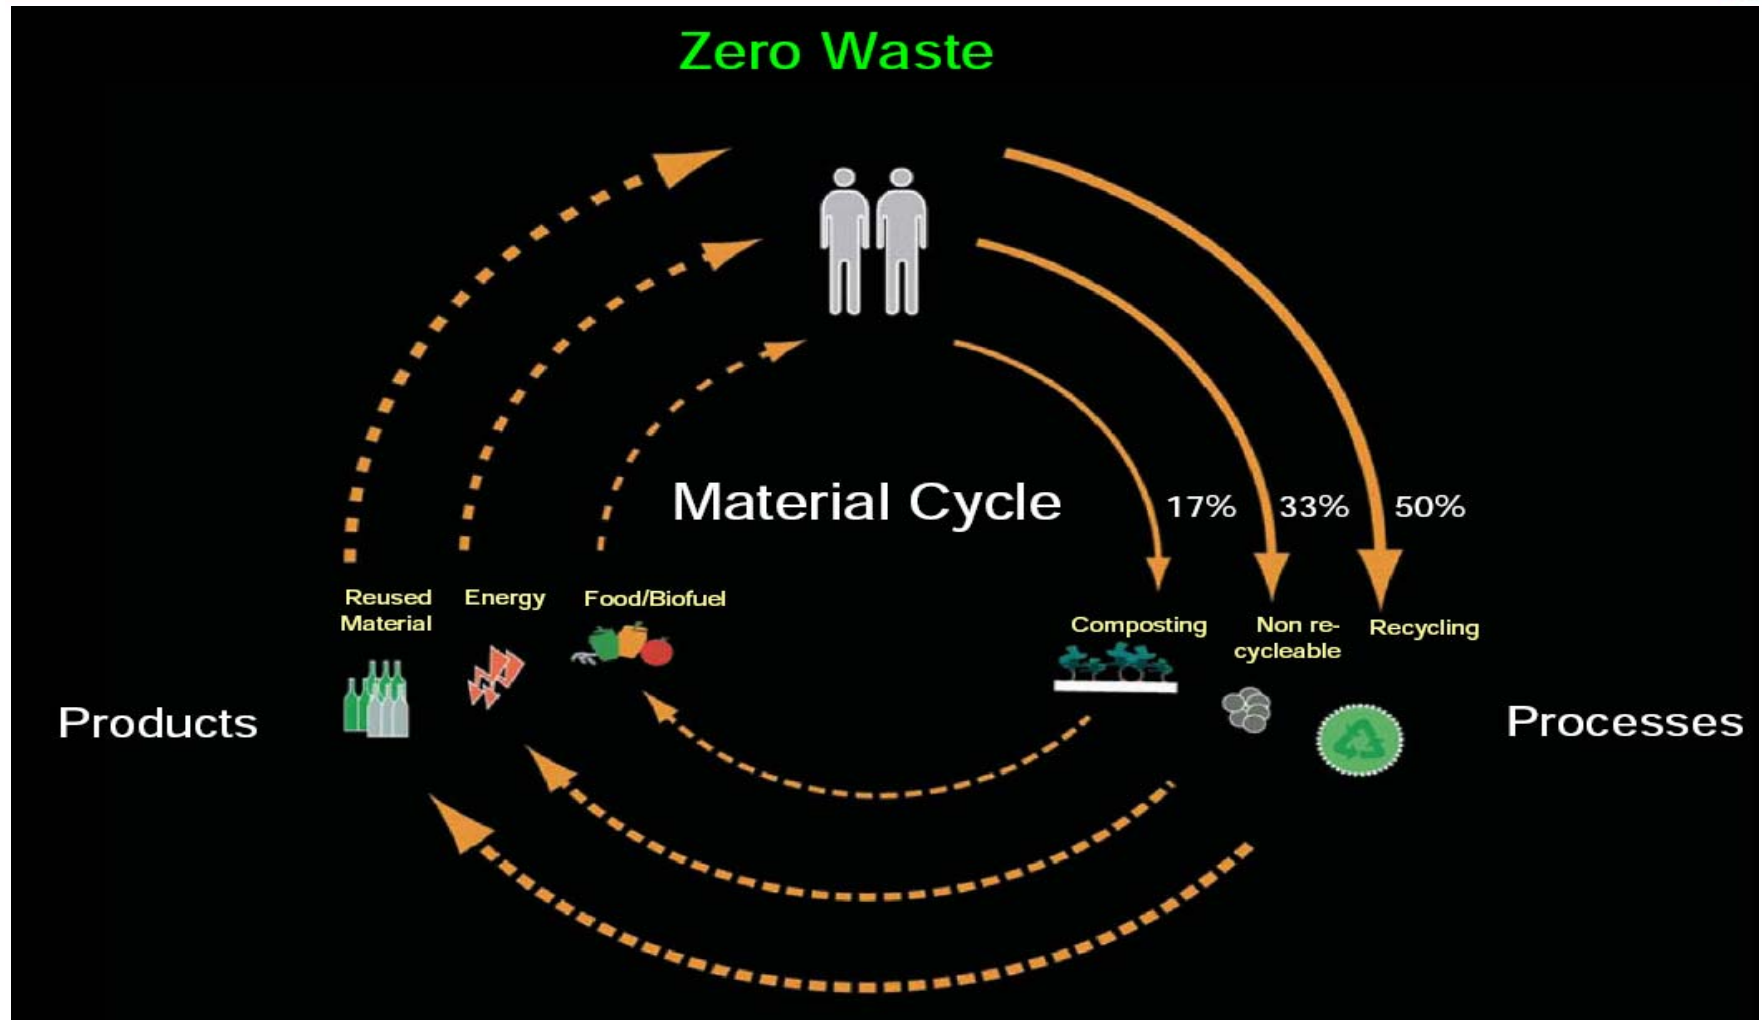 Zero Waste
Material Cycle
17%
33%
50%
Reused
Material
Energy
Food/Biofuel
Composting
Non re-
cycleable
Recycling
Products
Processes